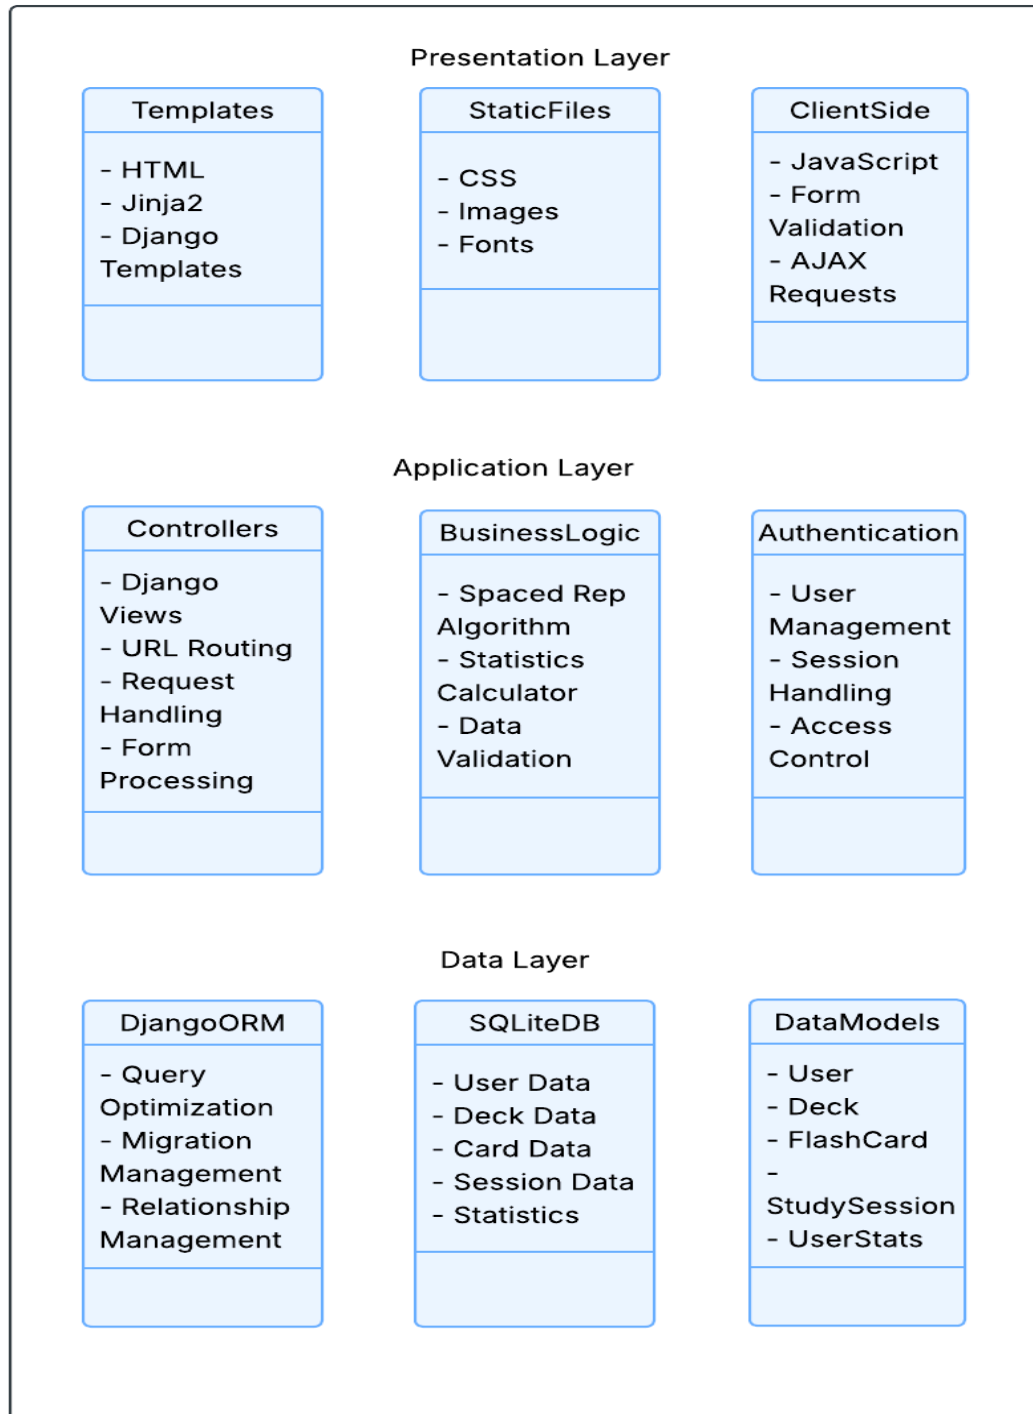 Presentation Layer
Templates
- HTML
- Jinja2
- Django
Templates
StaticFiles
- CSS
- Images
- Fonts
ClientSide
- JavaScript
- Form
Validation
- AJAX
Requests
Application Layer
Controllers
- Django
Views
- URL Routing
- Request
Handling
- Form
Processing
BusinessLogic
- Spaced Rep
Algorithm
- Statistics
Calculator
- Data
Validation
Authentication
- User
Management
- Session
Handling
- Access
Control
Data Layer
DjangoORM
- Query
Optimization
- Migration
Management
- Relationship
Management
SQLiteDB
- User Data
- Deck Data
- Card Data
- Session Data
- Statistics
DataModels
- User
- Deck
- FlashCard
-
StudySession
- UserStats